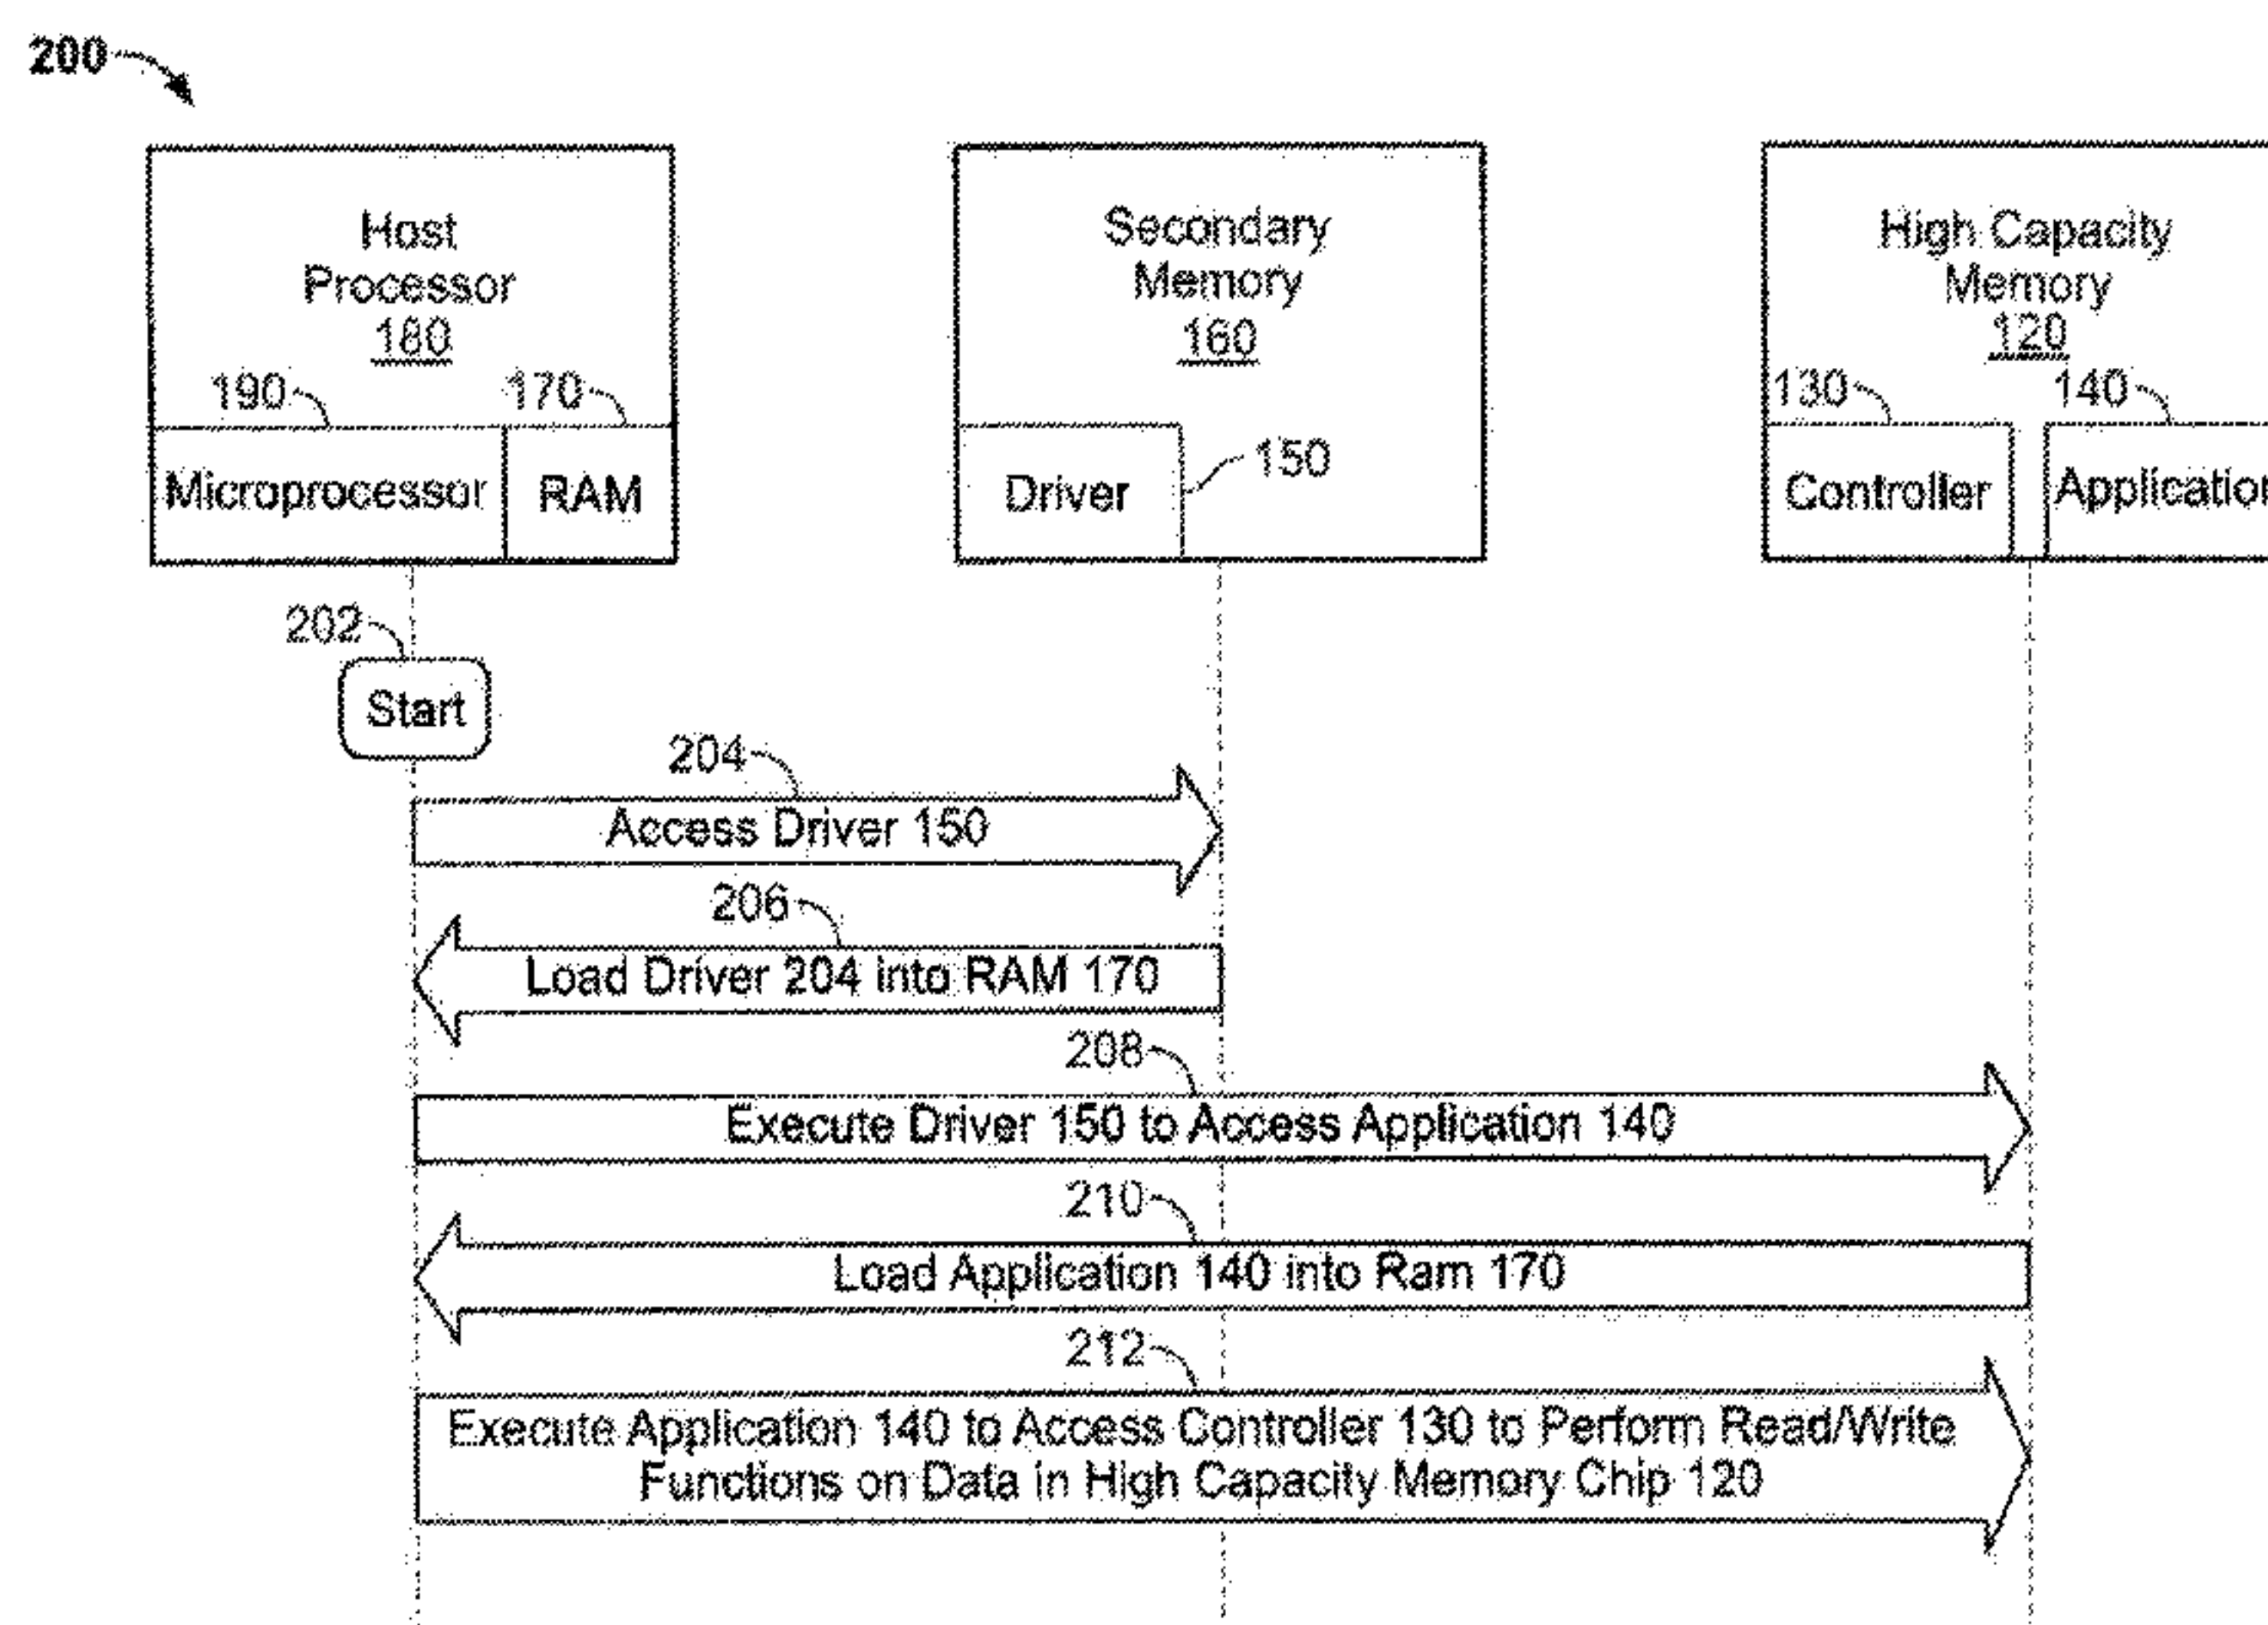 200
Host
Processor
180
190
170
Microprocessor
RAM
Secondary
Memory
160
Driver
150
High Capacity
Memory
120
130
140
Controller
Application
202
Start
204
Access Driver 150
206
Load Driver 204 into RAM 170
208
Execute Driver 150 to Access Application 140
210
Load Application 140 into Ram 170
212
Execute Application 140 to Access Controller 130 to Perform Read/Write
Functions on Data in High Capacity Memory Chip 120